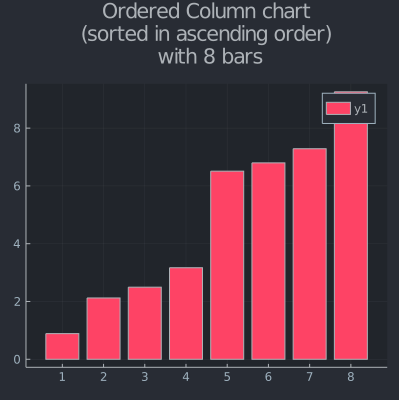 Ordered Column chart
(sorted in ascending order)
with 8 bars
y1
8
6
4
2
0
1 2 3 4 5 6 7 8